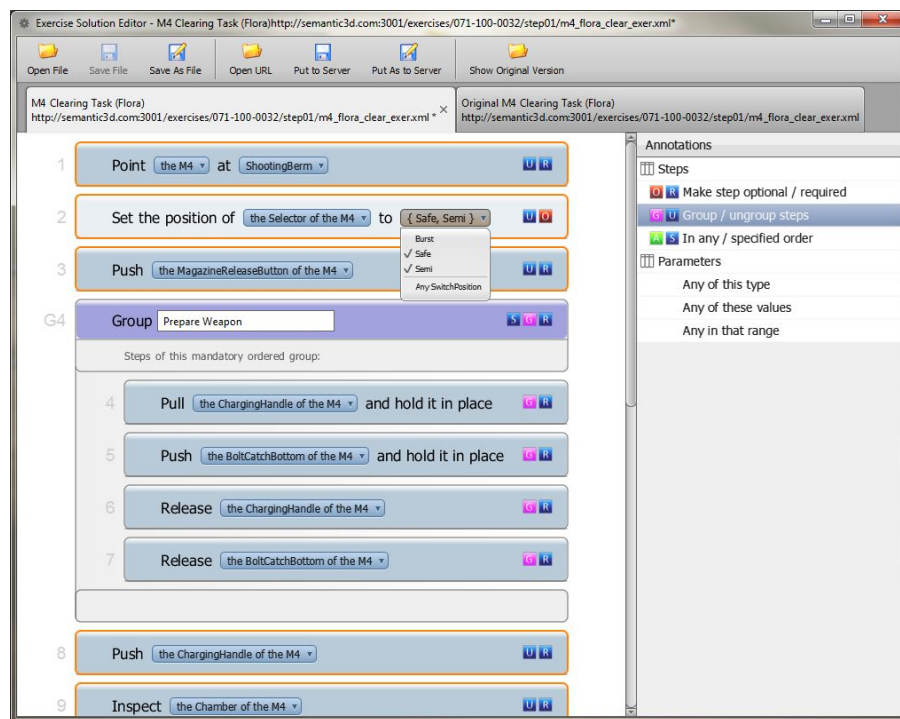 Exercise Solution Editor - M4 Clearing Task (Flora)http://semantic3d.com:3001/exercises/071-100-0032/step01/m4_flora_clear_exer.xml*
Open File Save File Save As File Open URL Put to Server Put As to Server Show Original Version
M4 Clearing Task (Flora)
http://semantic3d.com:3001/exercises/071-100-0032/step01/m4_flora_clear_exer.xml *
Original M4 Clearing Task (Flora)
http://semantic3d.com:3001/exercises/071-100-0032/step01/m4_flora_clear_exer.xml
1 Point the M4 at ShootingBerm U R
2 Set the position of the Selector of the M4 to { Safe, Semi } U O
Burst
Safe
Semi
Any SwitchPosition
3 Push the MagazineReleaseButton of the M4 U R
G4 Group Prepare Weapon S G R
Steps of this mandatory ordered group:
4 Pull the ChargingHandle of the M4 and hold it in place G R
5 Push the BoltCatchBottom of the M4 and hold it in place G R
6 Release the ChargingHandle of the M4 G R
7 Release the BoltCatchBottom of the M4 G R
8 Push the ChargingHandle of the M4 U R
9 Inspect the Chamber of the M4 U R
Annotations
Steps
O R Make step optional / required
G U Group / ungroup steps
A S In any / specified order
Parameters
Any of this type
Any of these values
Any in that range